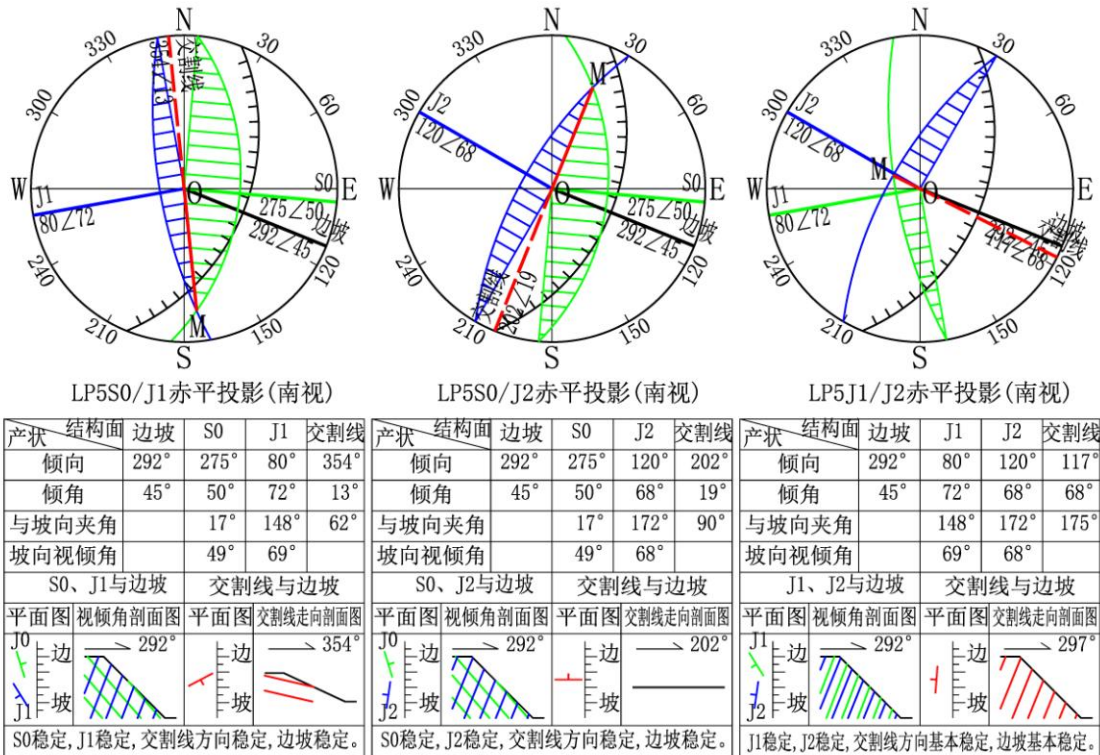 N
330
30
300
60
W
E
J1
80∠72
O
S0
275∠50
边坡
292∠45
交割线
354∠13
240
120
210
M
150
S
LP5S0/J1赤平投影(南视)
N
330
30
300
60
M
J2
120∠68
W
E
O
S0
275∠50
边坡
292∠45
交割线
202∠19
240
120
210
150
S
LP5S0/J2赤平投影(南视)
N
330
30
300
60
J2
120∠68
M
W
E
O
J1
80∠72
边坡
交割线
240
120
210
150
S
LP5J1/J2赤平投影(南视)
产状 结构面 边坡 S0 J1 交割线
倾向 292° 275° 80° 354°
倾角 45° 50° 72° 13°
与坡向夹角 17° 148° 62°
坡向视倾角 49° 69°
S0、J1与边坡 交割线与边坡
平面图 视倾角剖面图 平面图 交割线走向剖面图
J0 边 292° 边 354°
J1 坡 坡
S0稳定,J1稳定,交割线方向稳定,边坡稳定。
产状 结构面 边坡 S0 J2 交割线
倾向 292° 275° 120° 202°
倾角 45° 50° 68° 19°
与坡向夹角 17° 172° 90°
坡向视倾角 49° 68°
S0、J2与边坡 交割线与边坡
平面图 视倾角剖面图 平面图 交割线走向剖面图
J0 边 292° 边 202°
J2 坡 坡
S0稳定,J2稳定,交割线方向稳定,边坡稳定。
产状 结构面 边坡 J1 J2 交割线
倾向 292° 80° 120° 117°
倾角 45° 72° 68° 68°
与坡向夹角 148° 172° 175°
坡向视倾角 69° 68°
J1、J2与边坡 交割线与边坡
平面图 视倾角剖面图 平面图 交割线走向剖面图
J1 边 292° 边 297°
J2 坡 坡
J1稳定,J2稳定,交割线方向基本稳定,边坡基本稳定。